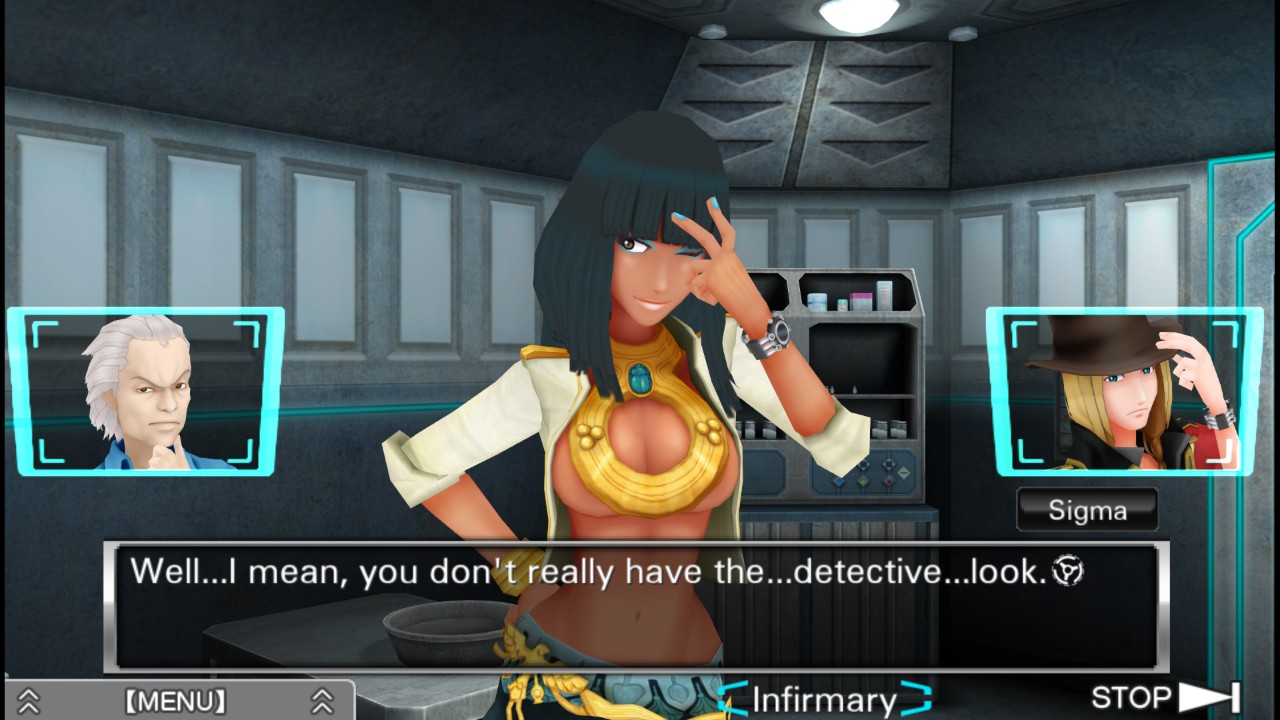 Sigma
Well...I mean, you don't really have the...detective...look.
【MENU】
Infirmary
STOP